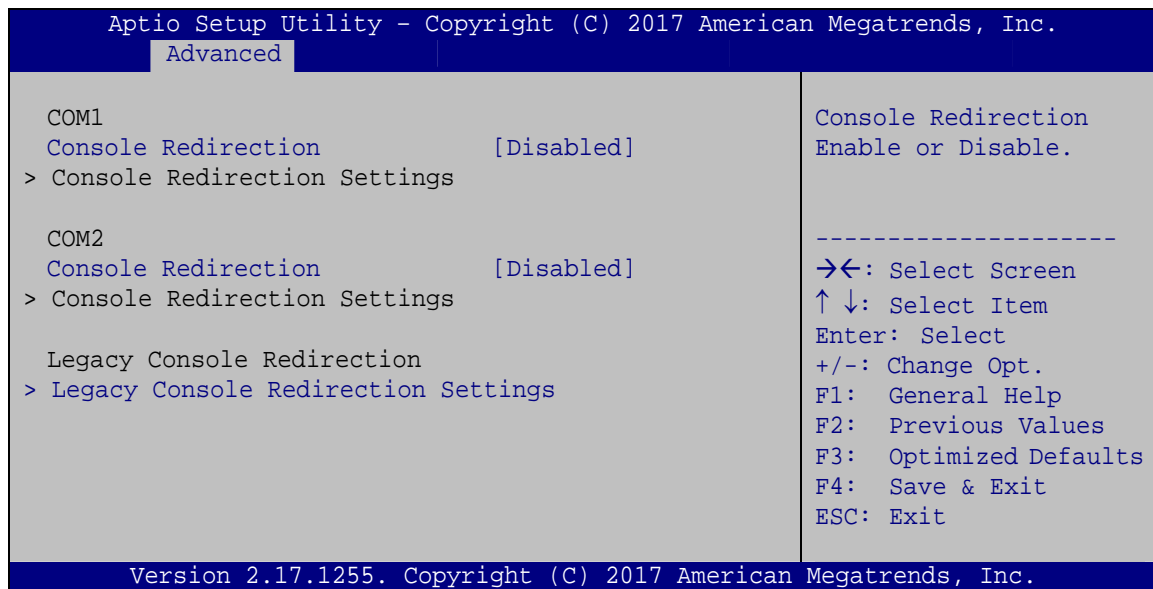 Aptio Setup Utility – Copyright (C) 2017 American Megatrends, Inc.
Advanced
COM1
Console Redirection [Disabled]
> Console Redirection Settings
COM2
Console Redirection [Disabled]
> Console Redirection Settings
Legacy Console Redirection
> Legacy Console Redirection Settings
Console Redirection
Enable or Disable.
---------------------
→←: Select Screen
↑ ↓: Select Item
Enter: Select
+/-: Change Opt.
F1: General Help
F2: Previous Values
F3: Optimized Defaults
F4: Save & Exit
ESC: Exit
Version 2.17.1255. Copyright (C) 2017 American Megatrends, Inc.